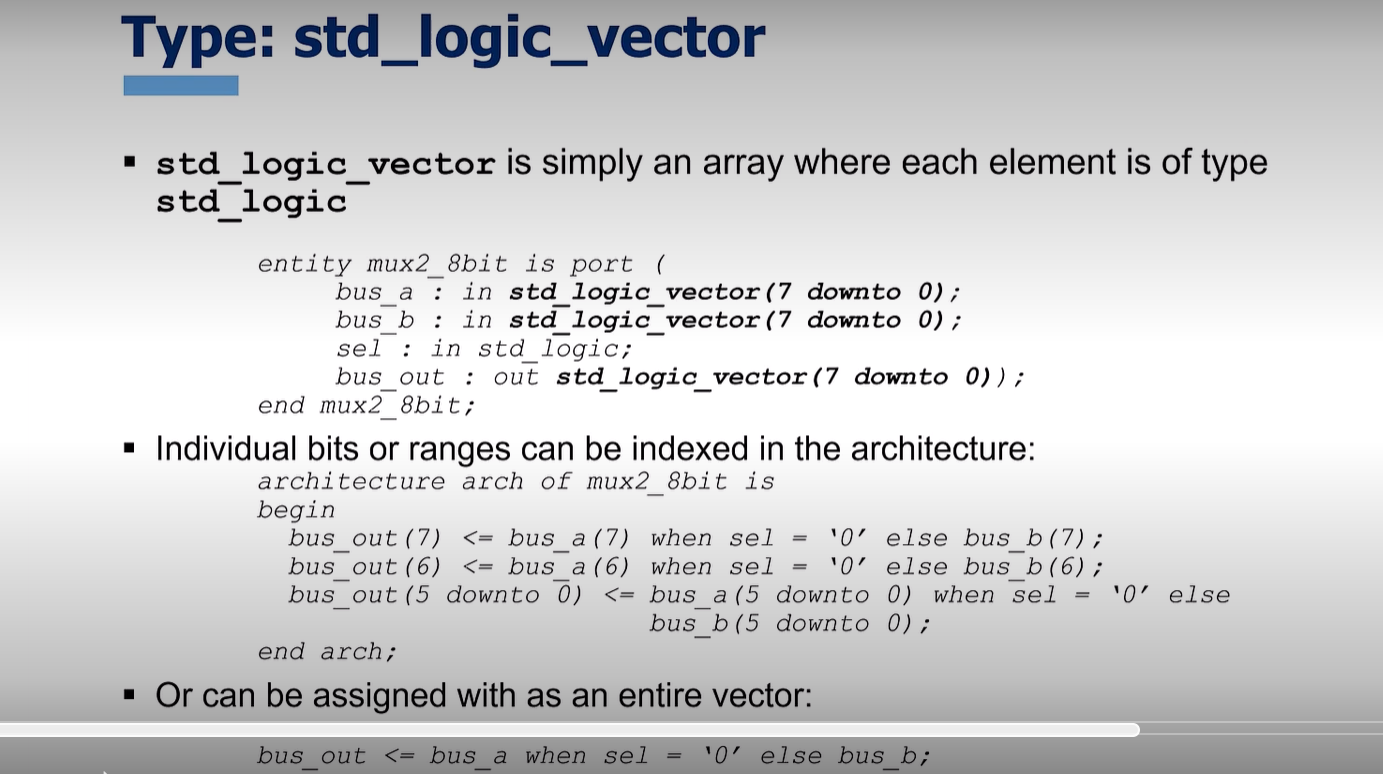 Type: std_logic_vector
▪ std_logic_vector is simply an array where each element is of type
std_logic
entity mux2_8bit is port (
bus_a : in std_logic_vector(7 downto 0);
bus_b : in std_logic_vector(7 downto 0);
sel : in std_logic;
bus_out : out std_logic_vector(7 downto 0));
end mux2_8bit;
▪ Individual bits or ranges can be indexed in the architecture:
architecture arch of mux2_8bit is
begin
bus_out(7) <= bus_a(7) when sel = ‘0’ else bus_b(7);
bus_out(6) <= bus_a(6) when sel = ‘0’ else bus_b(6);
bus_out(5 downto 0) <= bus_a(5 downto 0) when sel = ‘0’ else
bus_b(5 downto 0);
end arch;
▪ Or can be assigned with as an entire vector:
bus_out <= bus_a when sel = ‘0’ else bus_b;